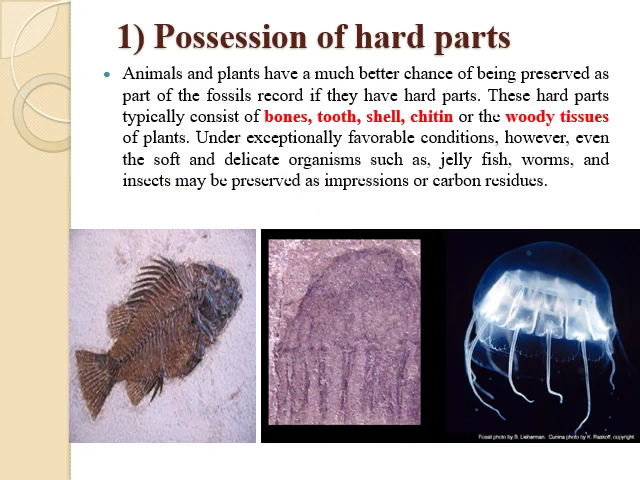 1) Possession of hard parts
• Animals and plants have a much better chance of being preserved as
part of the fossils record if they have hard parts. These hard parts
typically consist of bones, tooth, shell, chitin or the woody tissues
of plants. Under exceptionally favorable conditions, however, even
the soft and delicate organisms such as, jelly fish, worms, and
insects may be preserved as impressions or carbon residues.
Fossil photo by B. Lieberman. Cunina photo by K. Raskoff, copyright.